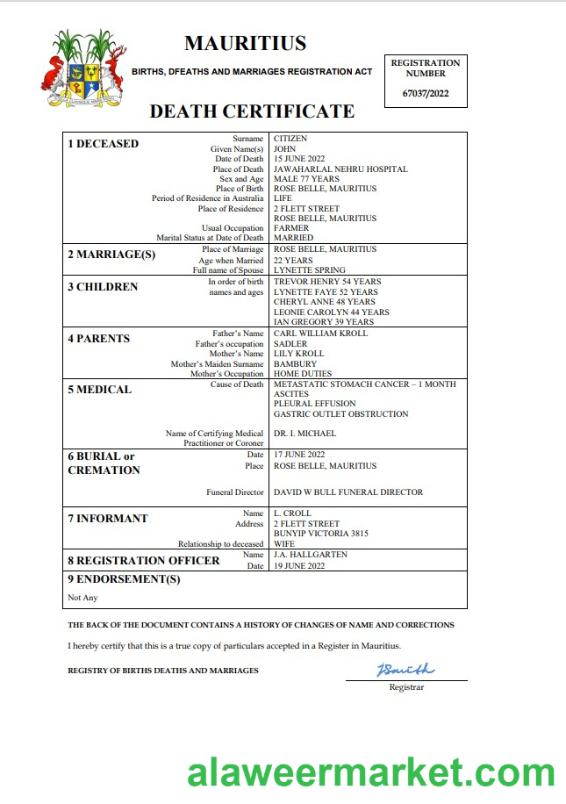 MAURITIUS
BIRTHS, DFEATHS AND MARRIAGES REGISTRATION ACT
REGISTRATION
NUMBER
67037/2022
DEATH CERTIFICATE
1 DECEASED
Surname CITIZEN
Given Name(s) JOHN
Date of Death 15 JUNE 2022
Place of Death JAWAHARLAL NEHRU HOSPITAL
Sex and Age MALE 77 YEARS
Place of Birth ROSE BELLE, MAURITIUS
Period of Residence in Australia LIFE
Place of Residence 2 FLETT STREET
ROSE BELLE, MAURITIUS
Usual Occupation FARMER
Marital Status at Date of Death MARRIED
2 MARRIAGE(S)
Place of Marriage ROSE BELLE, MAURITIUS
Age when Married 22 YEARS
Full name of Spouse LYNETTE SPRING
3 CHILDREN
In order of birth TREVOR HENRY 54 YEARS
names and ages LYNETTE FAYE 52 YEARS
CHERYL ANNE 48 YEARS
LEONIE CAROLYN 44 YEARS
IAN GREGORY 39 YEARS
4 PARENTS
Father's Name CARL WILLIAM KROLL
Father's occupation SADLER
Mother's Name LILY KROLL
Mother's Maiden Surname BAMBURY
Mother's Occupation HOME DUTIES
5 MEDICAL
Cause of Death METASTATIC STOMACH CANCER – 1 MONTH
ASCITES
PLEURAL EFFUSION
GASTRIC OUTLET OBSTRUCTION
Name of Certifying Medical DR. I. MICHAEL
Practitioner or Coroner
6 BURIAL or
CREMATION
Date 17 JUNE 2022
Place ROSE BELLE, MAURITIUS
Funeral Director DAVID W BULL FUNERAL DIRECTOR
7 INFORMANT
Name L. CROLL
Address 2 FLETT STREET
BUNYIP VICTORIA 3815
Relationship to deceased WIFE
8 REGISTRATION OFFICER
Name J.A. HALLGARTEN
Date 19 JUNE 2022
9 ENDORSEMENT(S)
Not Any
THE BACK OF THE DOCUMENT CONTAINS A HISTORY OF CHANGES OF NAME AND CORRECTIONS
I hereby certify that this is a true copy of particulars accepted in a Register in Mauritius.
REGISTRY OF BIRTHS DEATHS AND MARRIAGES
JSmith
Registrar
alaweermarket.com